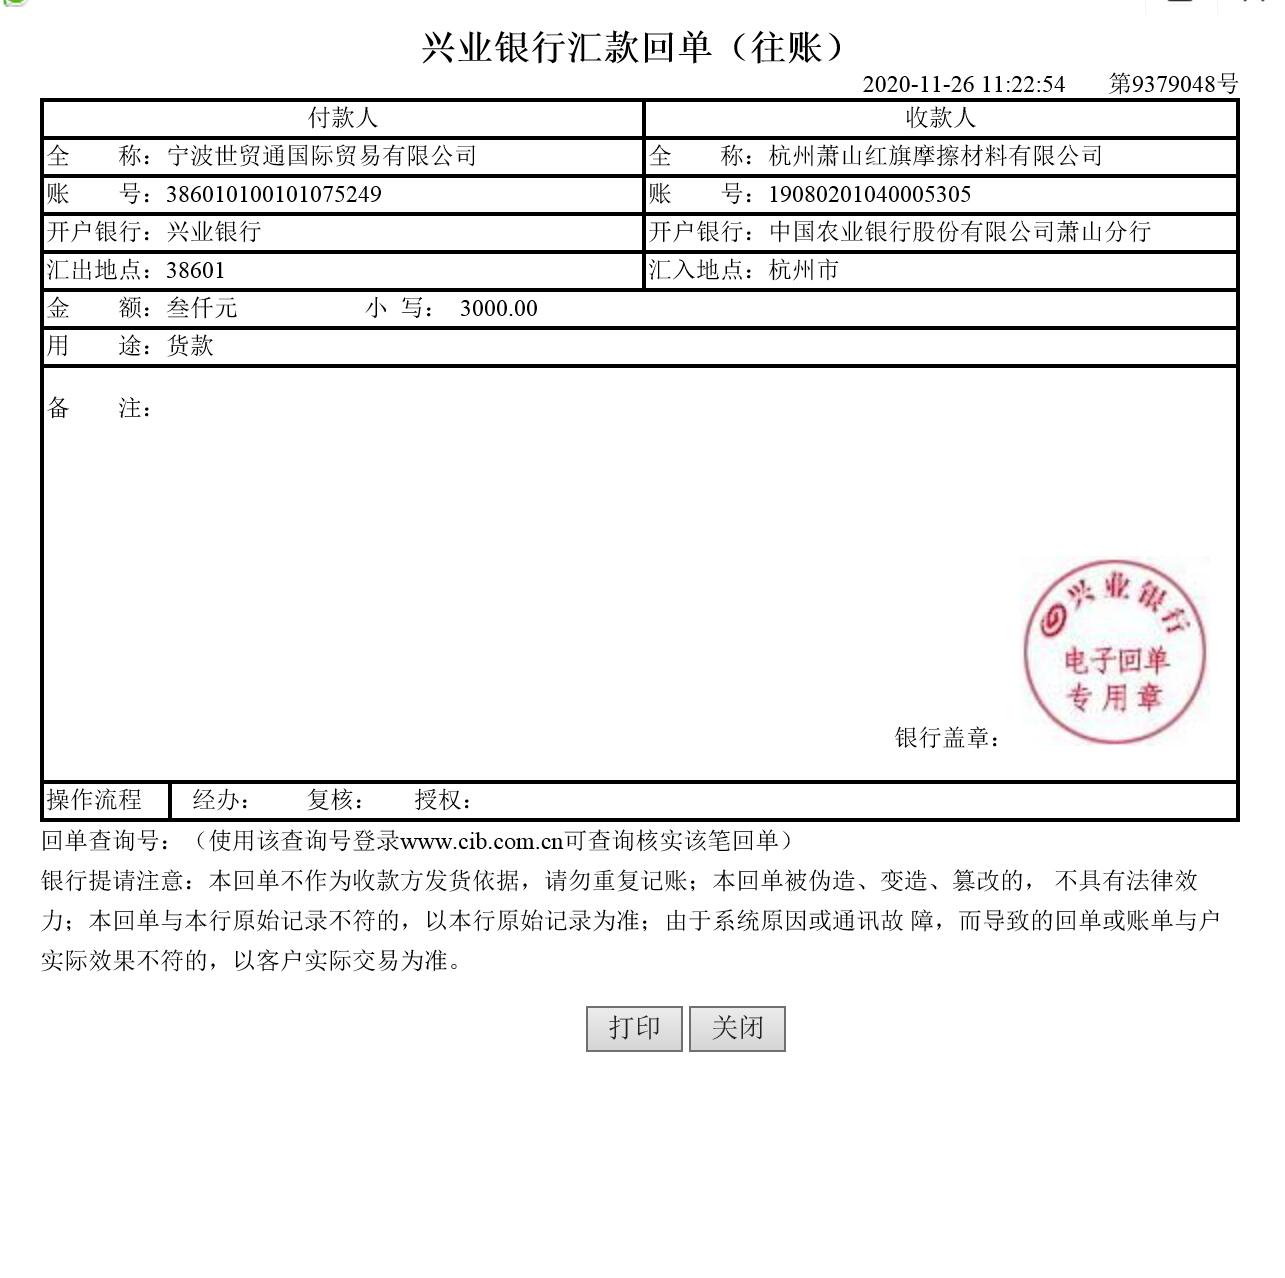 兴业银行汇款回单（往账）
2020-11-26 11:22:54 第9379048号
付款人 收款人
全 称：宁波世贸通国际贸易有限公司 全 称：杭州萧山红旗摩擦材料有限公司
账 号：386010100101075249 账 号：19080201040005305
开户银行：兴业银行 开户银行：中国农业银行股份有限公司萧山分行
汇出地点：38601 汇入地点：杭州市
金 额：叁仟元 小 写： 3000.00
用 途：货款
备 注：
兴业银行
电子回单
专用章
银行盖章：
操作流程 经办： 复核： 授权：
回单查询号：（使用该查询号登录www.cib.com.cn可查询核实该笔回单）
银行提请注意：本回单不作为收款方发货依据，请勿重复记账；本回单被伪造、变造、篡改的， 不具有法律效
力；本回单与本行原始记录不符的，以本行原始记录为准；由于系统原因或通讯故 障，而导致的回单或账单与户
实际效果不符的，以客户实际交易为准。
打印 关闭